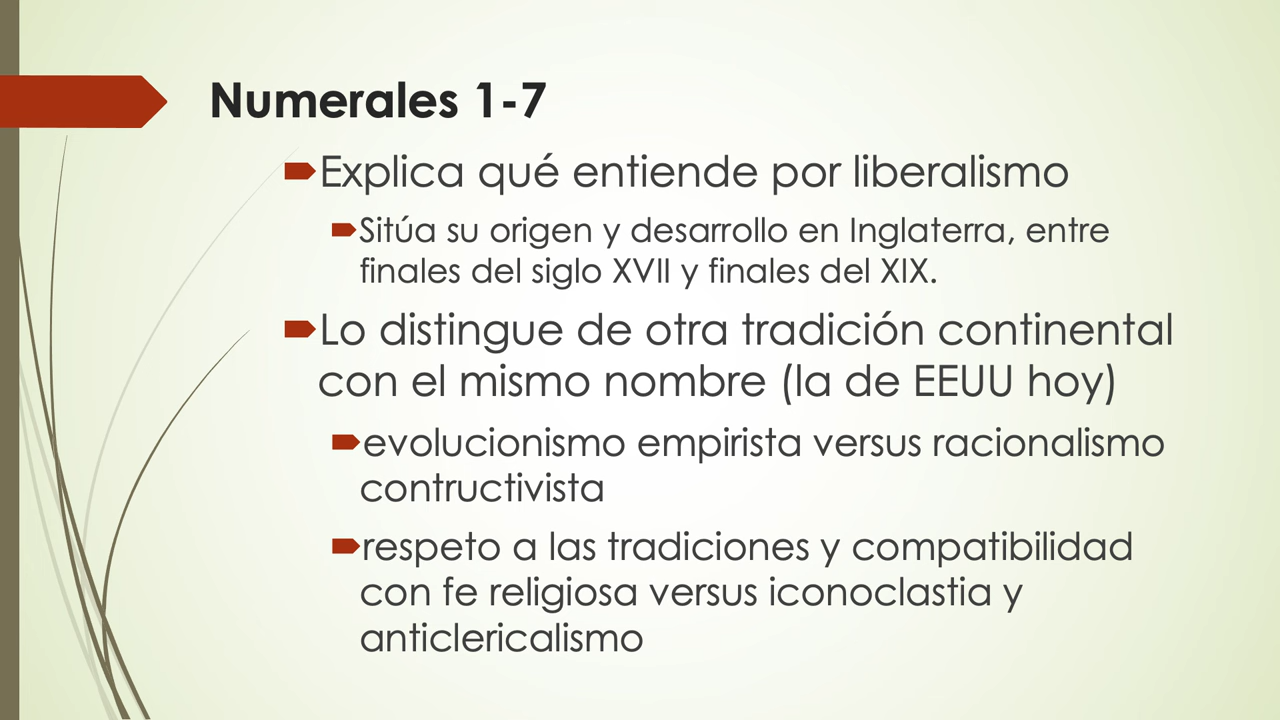 Numerales 1-7
Explica qué entiende por liberalismo
Sitúa su origen y desarrollo en Inglaterra, entre
finales del siglo XVII y finales del XIX.
Lo distingue de otra tradición continental
con el mismo nombre (la de EEUU hoy)
evolucionismo empirista versus racionalismo
contructivista
respeto a las tradiciones y compatibilidad
con fe religiosa versus iconoclastia y
anticlericalismo